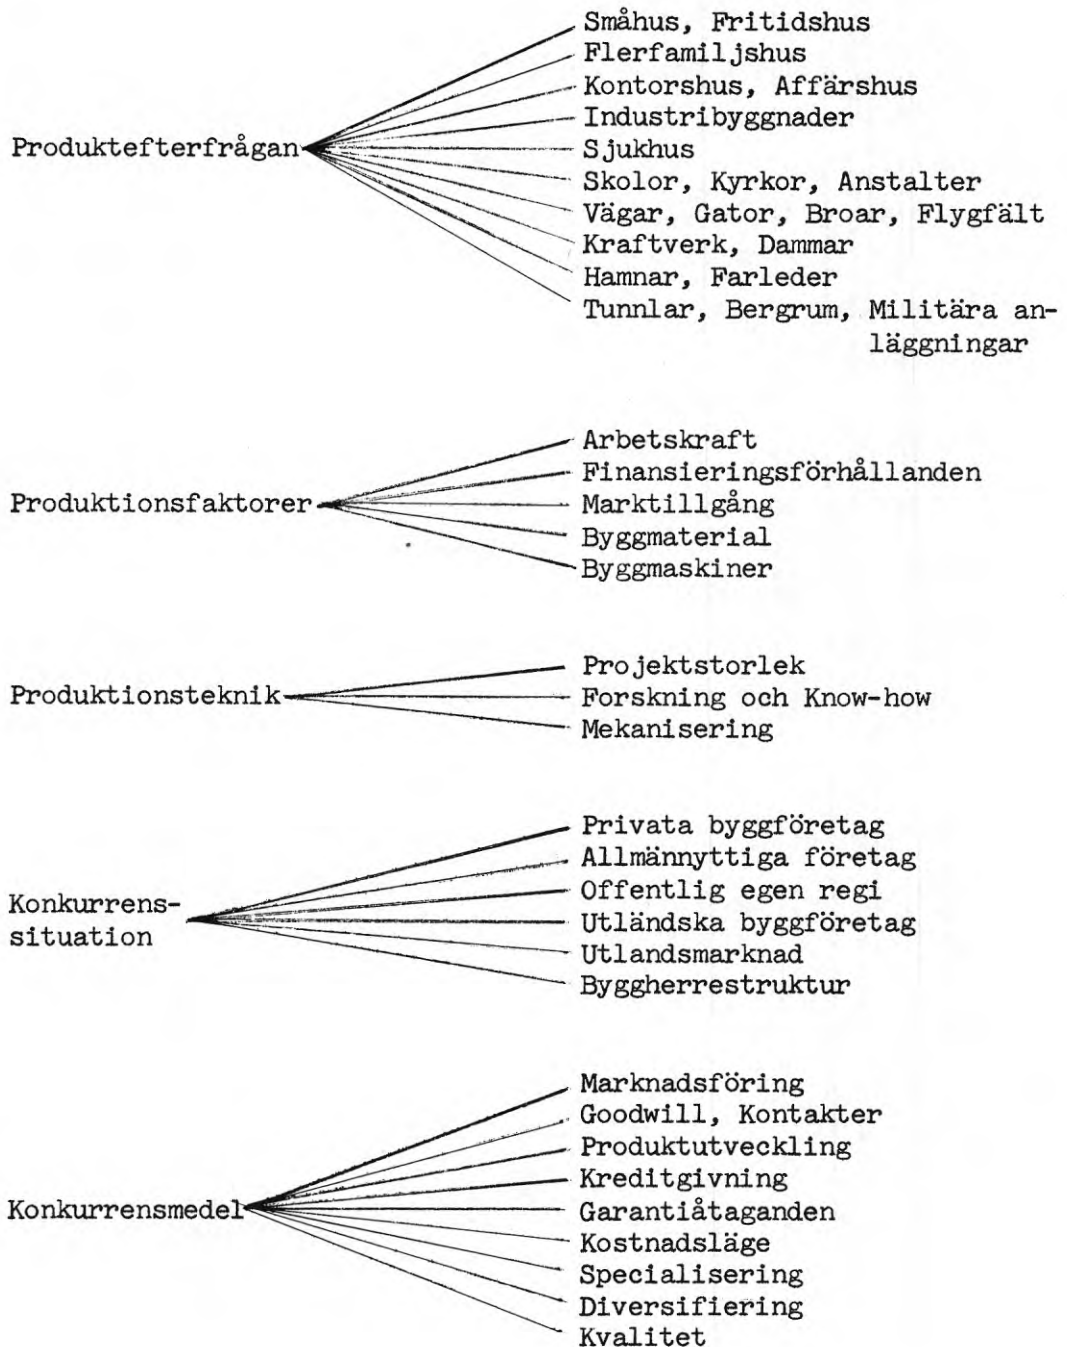 Småhus, Fritidshus
Flerfamiljshus
Kontorshus, Affärshus
Industribyggnader
Produktefterfrågan
Sjukhus
Skolor, Kyrkor, Anstalter
Vägar, Gator, Broar, Flygfält
Kraftverk, Dammar
Hamnar, Farleder
Tunnlar, Bergrum, Militära an-
läggningar
Arbetskraft
Finansieringsförhållanden
Produktionsfaktorer
Marktillgång
Byggmaterial
Byggmaskiner
Projektstorlek
Produktionsteknik
Forskning och Know-how
Mekanisering
Privata byggföretag
Allmännyttiga företag
Offentlig egen regi
Konkurrens-
situation
Utländska byggföretag
Utlandsmarknad
Byggherrestruktur
Marknadsföring
Goodwill, Kontakter
Produktutveckling
Kreditgivning
Konkurrensmedel
Garantiåtaganden
Kostnadsläge
Specialisering
Diversifiering
Kvalitet